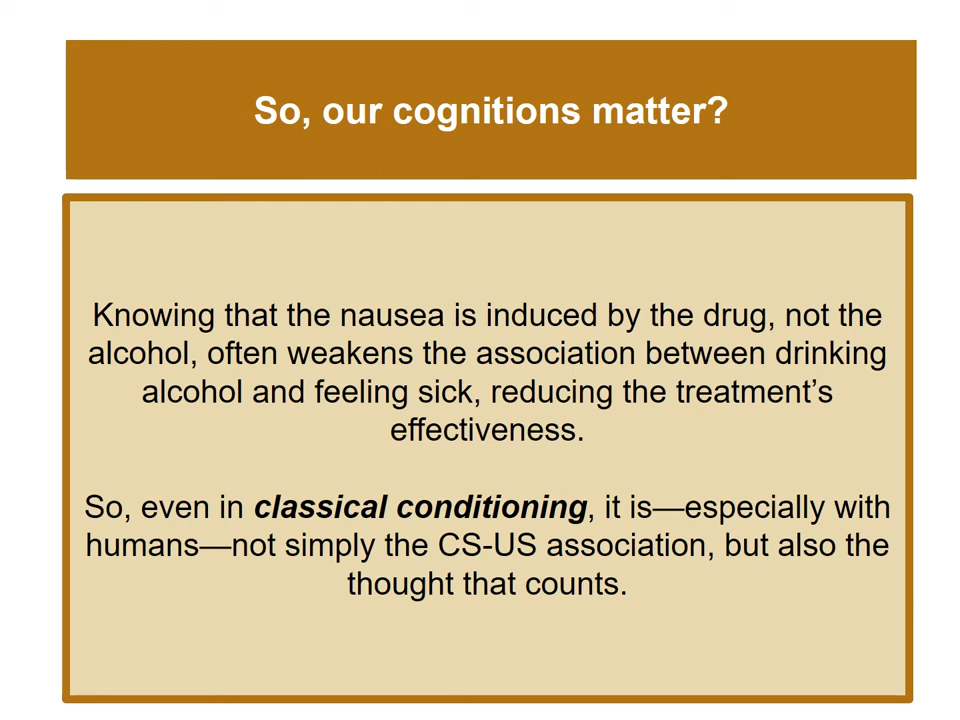 So, our cognitions matter?
Knowing that the nausea is induced by the drug, not the
alcohol, often weakens the association between drinking
alcohol and feeling sick, reducing the treatment’s
effectiveness.
So, even in classical conditioning, it is—especially with
humans—not simply the CS-US association, but also the
thought that counts.